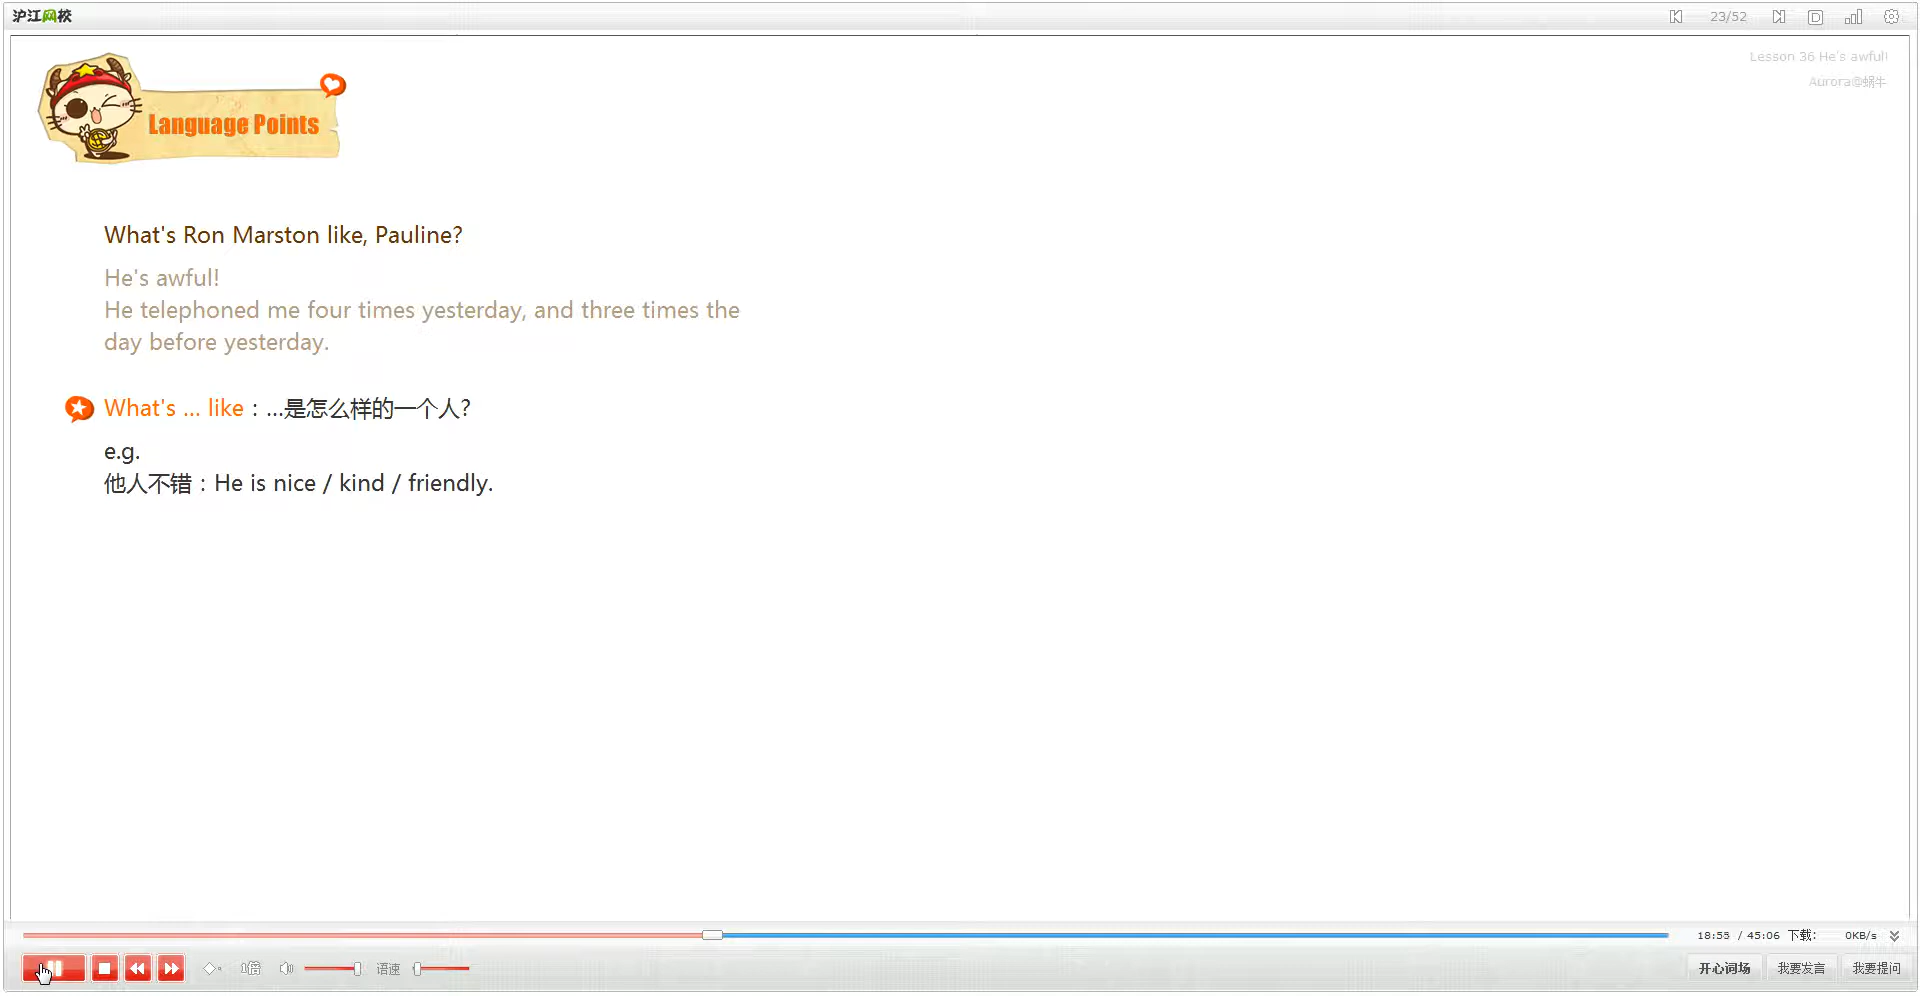 沪江网校
23/52
Lesson 36 He's awful!
Aurora@蜗牛
Language Points
What's Ron Marston like, Pauline?
He's awful!
He telephoned me four times yesterday, and three times the
day before yesterday.
What's ... like：...是怎么样的一个人?
e.g.
他人不错：He is nice / kind / friendly.
18:55 / 45:06 下载： 0KB/s
1倍 语速 开心词场 我要发言 我要提问